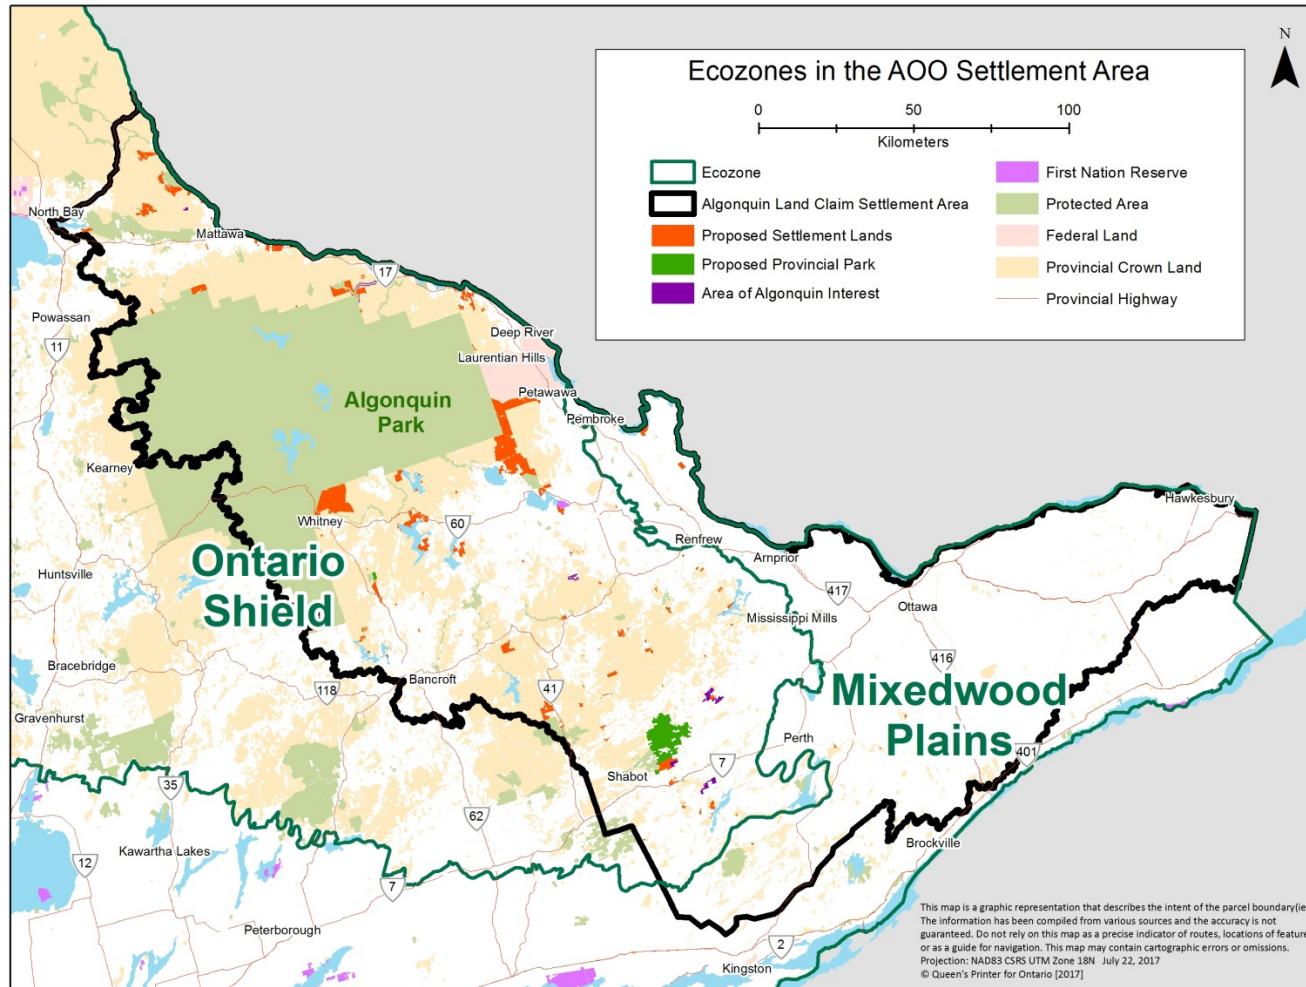 Ecozones in the AOO Settlement Area
0 50 100
Kilometers
Ecozone
Algonquin Land Claim Settlement Area
Proposed Settlement Lands
Proposed Provincial Park
Area of Algonquin Interest
First Nation Reserve
Protected Area
Federal Land
Provincial Crown Land
Provincial Highway
N
North Bay
Mattawa
17
Powassan
11
Deep River
Laurentian Hills
Petawawa
Pembroke
Algonquin
Park
Kearney
Whitney
60
Hawkesbury
Renfrew
Arnprior
417
Ottawa
Ontario
Shield
Huntsville
Mississippi Mills
416
Bracebridge
118
Bancroft
41
Mixedwood
Plains
Gravenhurst
Perth
401
7
Shabot
35
62
Kawartha Lakes
12
Brockville
7
Peterborough
2
Kingston
This map is a graphic representation that describes the intent of the parcel boundary(ie
The information has been compiled from various sources and the accuracy is not
guaranteed. Do not rely on this map as a precise indicator of routes, locations of feature
or as a guide for navigation. This map may contain cartographic errors or omissions.
Projection: NAD83 CSRS UTM Zone 18N July 22, 2017
© Queen's Printer for Ontario [2017]